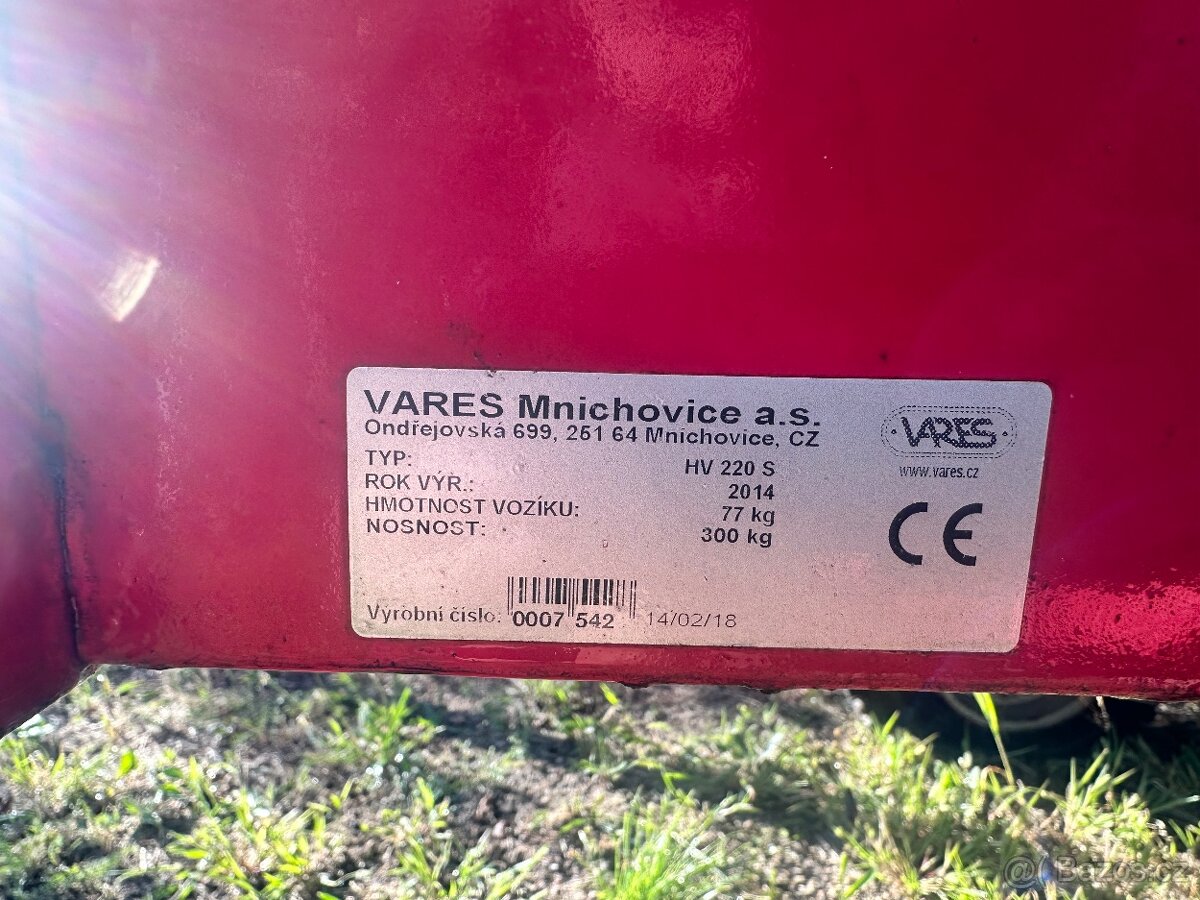 VARES Mnichovice a.s.
Ondřejovská 699, 251 64 Mnichovice, CZ
TYP: HV 220 S
ROK VÝR.: 2014
HMOTNOST VOZÍKU: 77 kg
NOSNOST: 300 kg
VARES
www.vares.cz
CE
Výrobní číslo: 0007 542 14/02/18
Bazos.cz